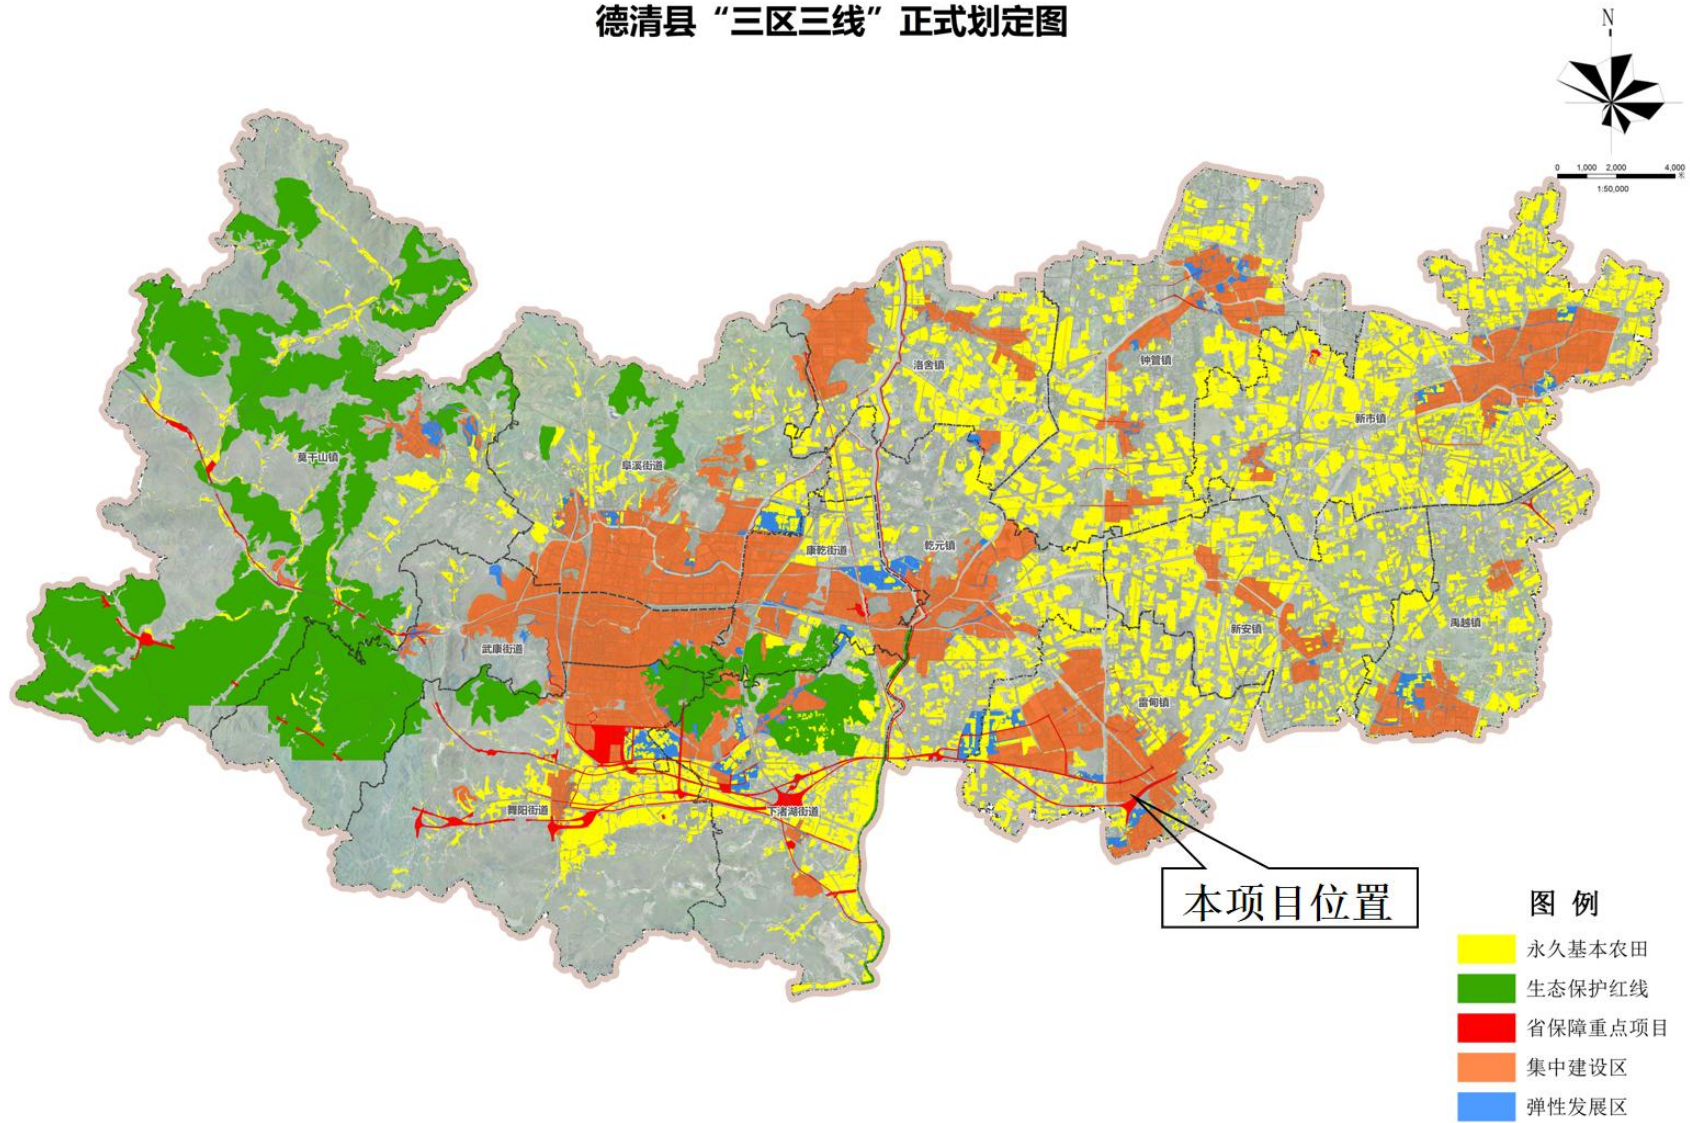 德清县“三区三线”正式划定图
N
0 1,000 2,000 4,000
米
1:50,000
洛舍镇
钟管镇
新市镇
莫干山镇
阜溪街道
康乾街道
乾元镇
新安镇
禹越镇
武康街道
雷甸镇
舞阳街道
下渚湖街道
本项目位置
图 例
永久基本农田
生态保护红线
省保障重点项目
集中建设区
弹性发展区